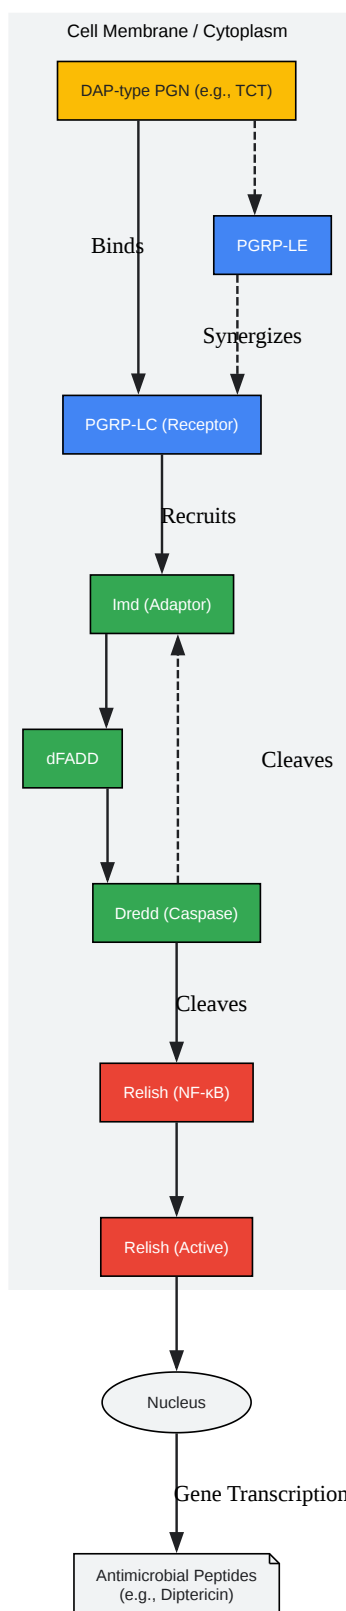 Cell Membrane / Cytoplasm
DAP-type PGN (e.g., TCT)
Binds
PGRP-LE
Synergizes
PGRP-LC (Receptor)
Recruits
Imd (Adaptor)
dFADD
Cleaves
Dredd (Caspase)
Cleaves
Relish (NF-κB)
Relish (Active)
Nucleus
Gene Transcription
Antimicrobial Peptides
(e.g., Diptericin)